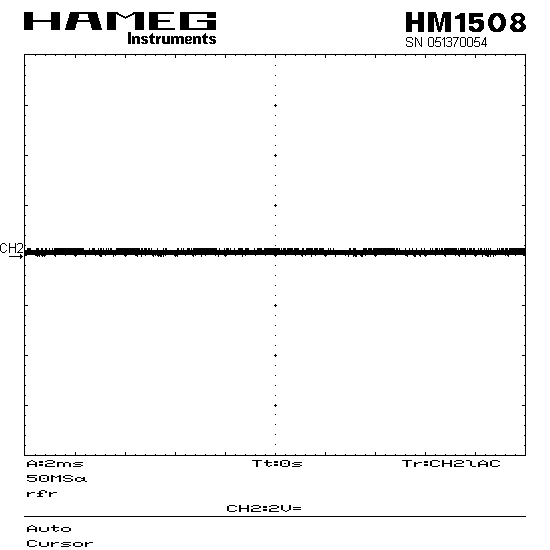 HAMEG HM1508
Instruments SN 051370054
CH2
A:2ms Tt:0s Tr:CH2~AC
50MSa
rfr
CH2:2V=
Auto
Cursor